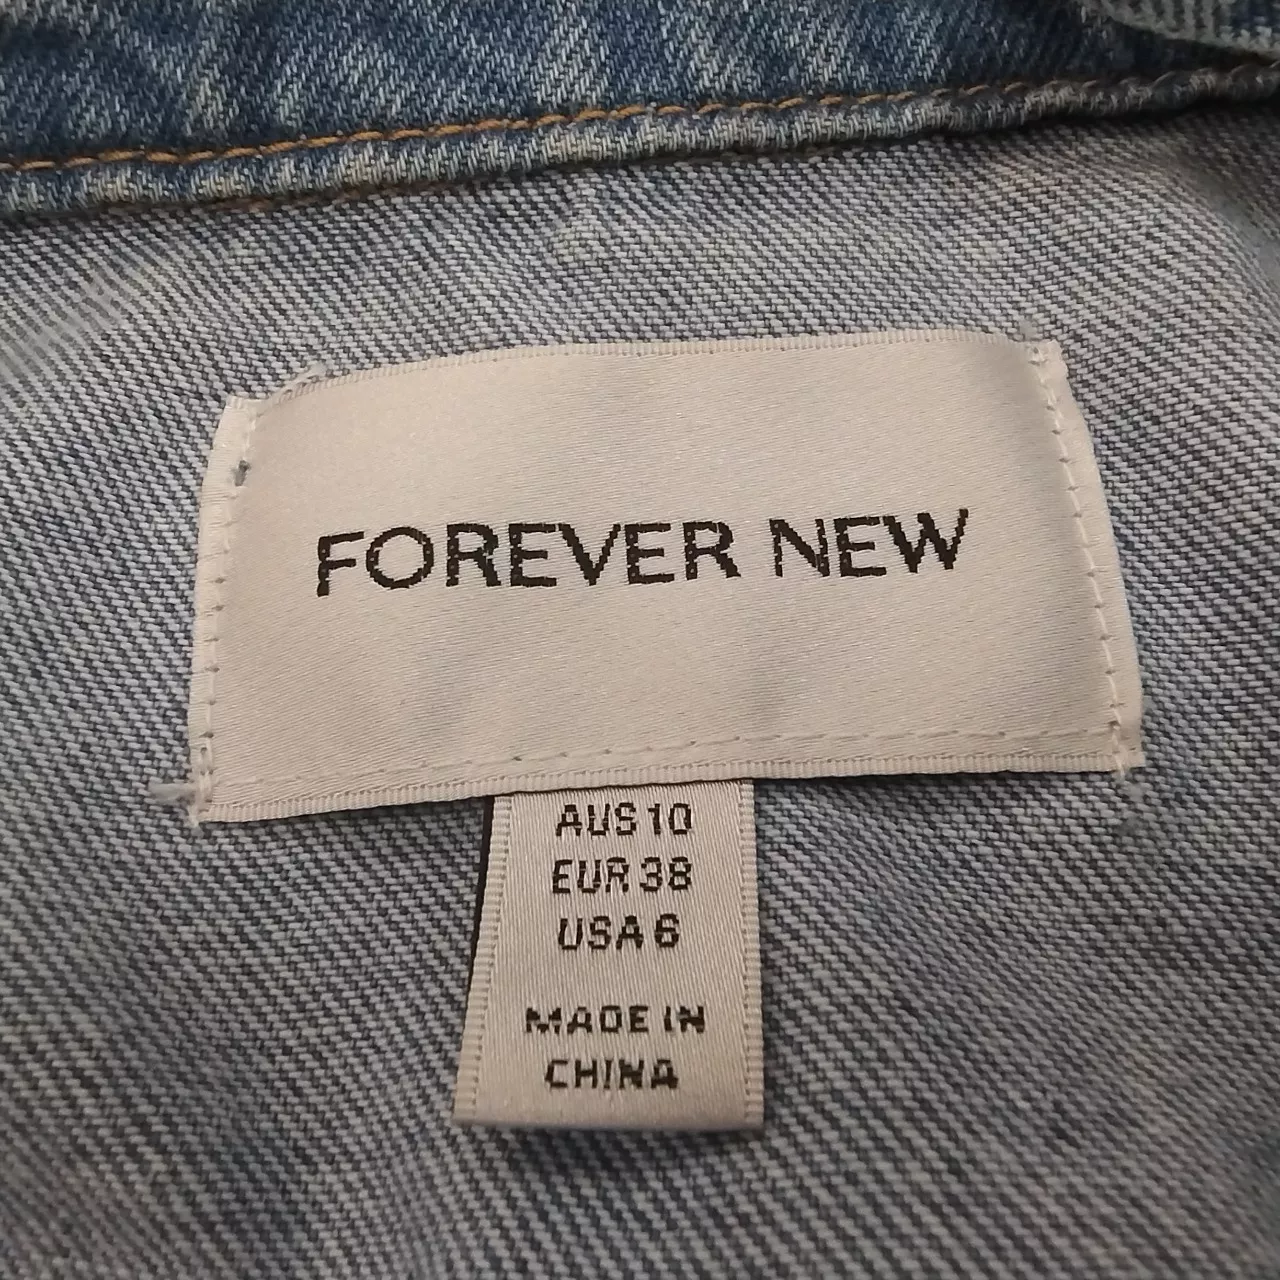 FOREVER NEW
AUS 10
EUR 38
USA 6
MADE IN
CHINA